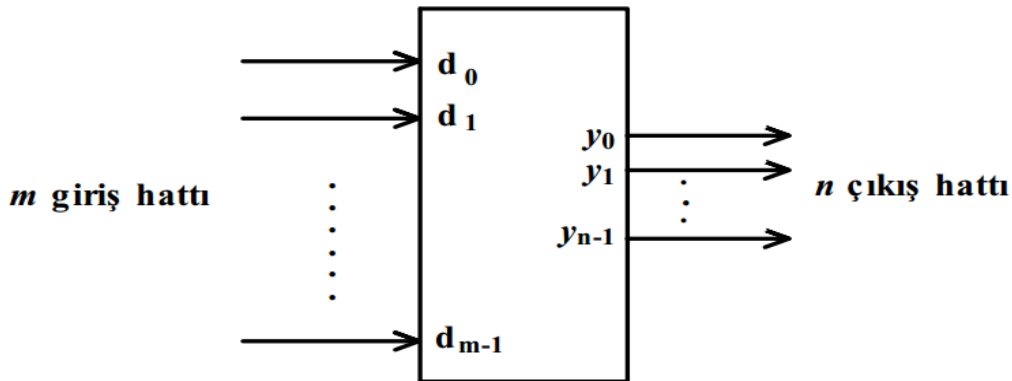 d 0
d 1
m giriş hattı
d m-1
y0
y1
yn-1
n çıkış hattı